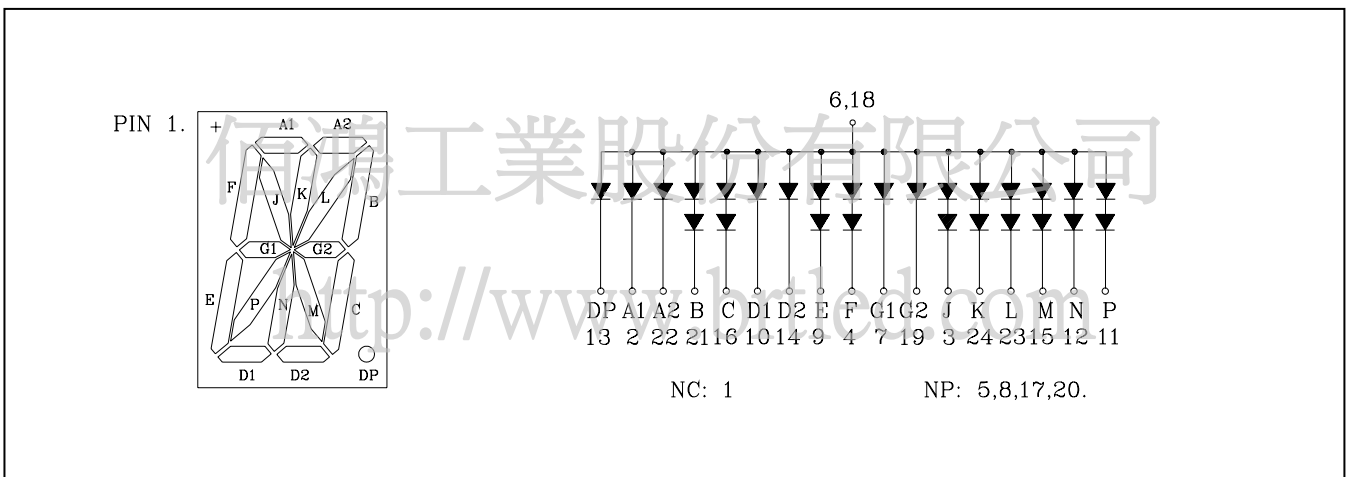 PIN 1.
+
A1 A2
F
J K L
B
G1 G2
E
P N M
C
D1 D2 DP
6,18
DP A1 A2 B C D1 D2 E F G1 G2 J K L M N P
13 2 22 21 16 10 14 9 4 7 19 3 24 23 15 12 11
NC: 1 NP: 5,8,17,20.
佰鴻工業股份有限公司
http://www.brtled.com